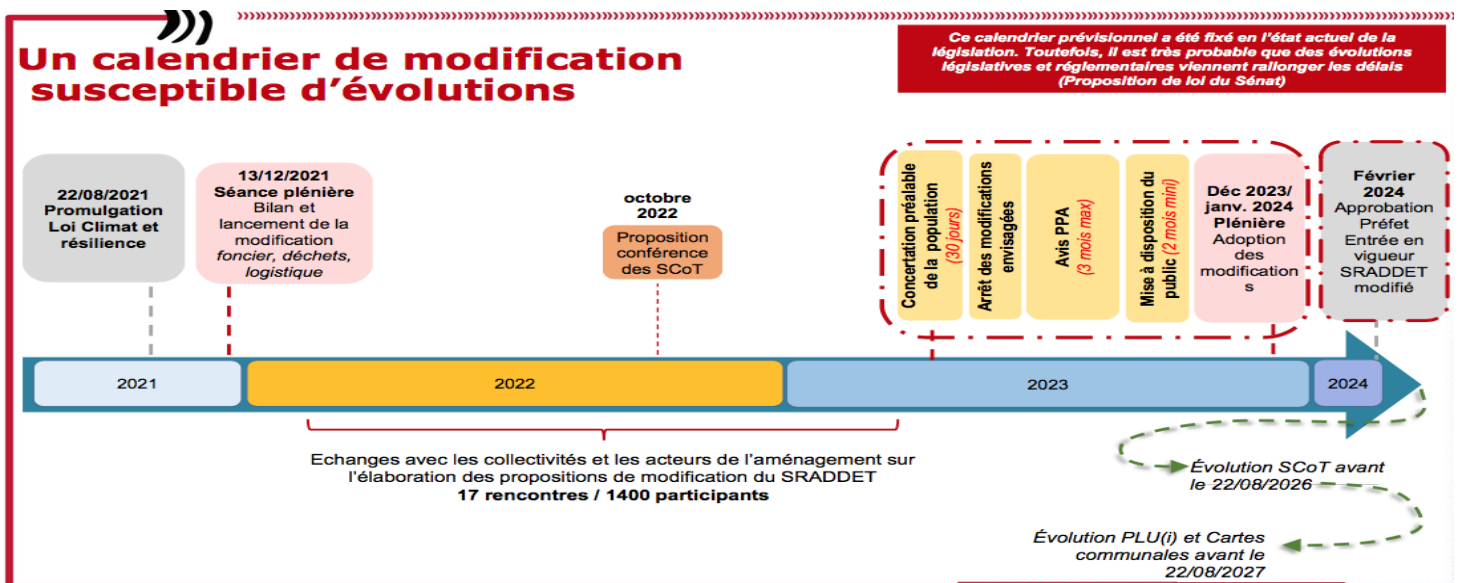 Un calendrier de modification
susceptible d’évolutions
Ce calendrier prévisionnel a été fixé en l’état actuel de la
législation. Toutefois, il est très probable que des évolutions
législatives et réglementaires viennent rallonger les délais
(Proposition de loi du Sénat)
22/08/2021
Promulgation
Loi Climat et
résilience
13/12/2021
Séance plénière
Bilan et
lancement de la
modification
foncier, déchets,
logistique
octobre
2022
Proposition
conférence
des SCoT
Concertation préalable
de la population
(30 jours)
Arrêt des modifications
envisagées
Avis PPA
(3 mois max)
Mise à disposition du
public (2 mois mini)
Déc 2023/
janv. 2024
Plénière
Adoption
des
modification
s
Février
2024
Approbation
Préfet
Entrée en
vigueur
SRADDET
modifié
2021
2022
2023
2024
Echanges avec les collectivités et les acteurs de l’aménagement sur
l’élaboration des propositions de modification du SRADDET
17 rencontres / 1400 participants
Évolution SCoT avant
le 22/08/2026
Évolution PLU(i) et Cartes
communales avant le
22/08/2027